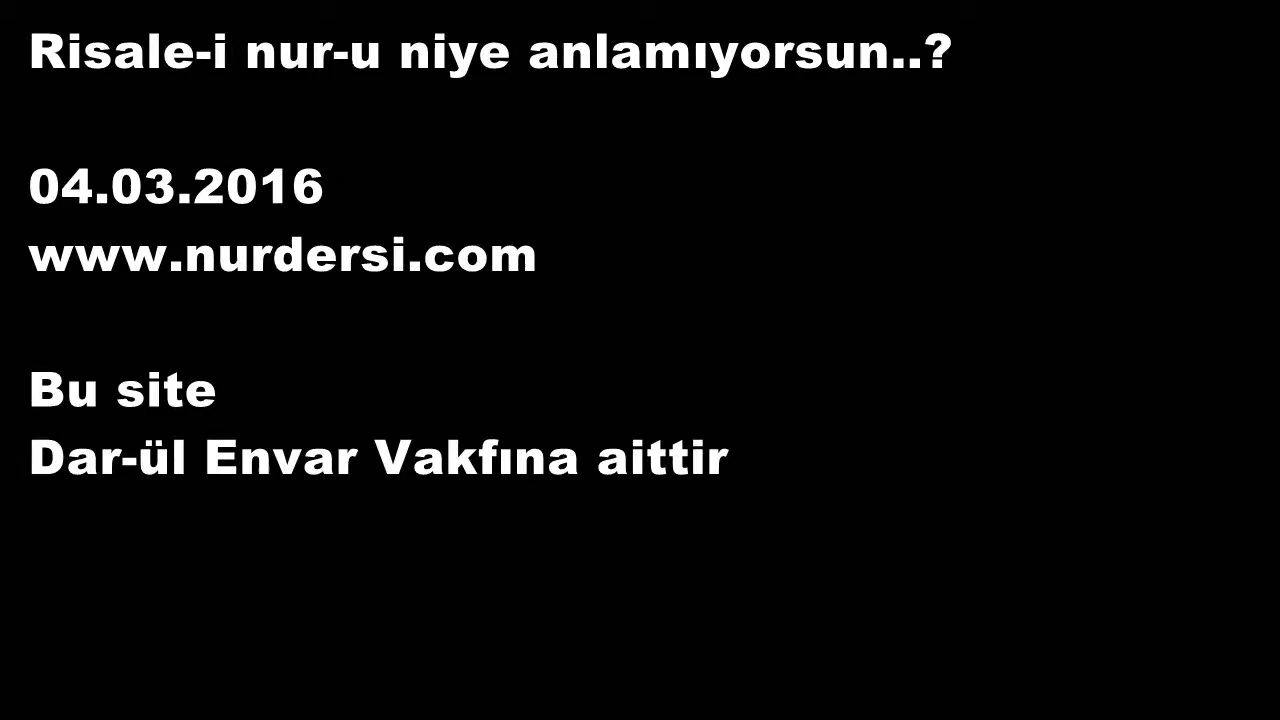 Risale-i nur-u niye anlamıyorsun..?
04.03.2016
www.nurdersi.com
Bu site
Dar-ül Envar Vakfına aittir